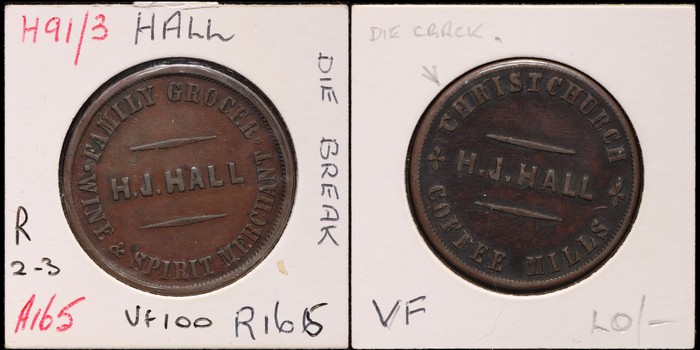 H91/3 HALL
DIE BREAK
FAMILY GROCER
H.J. HALL
WINE & SPIRIT MERCHANT
R
2-3
A165 VF100
DIE CRACK.
CHRISTCHURCH
H.J. HALL
COFFEE MILLS
VF